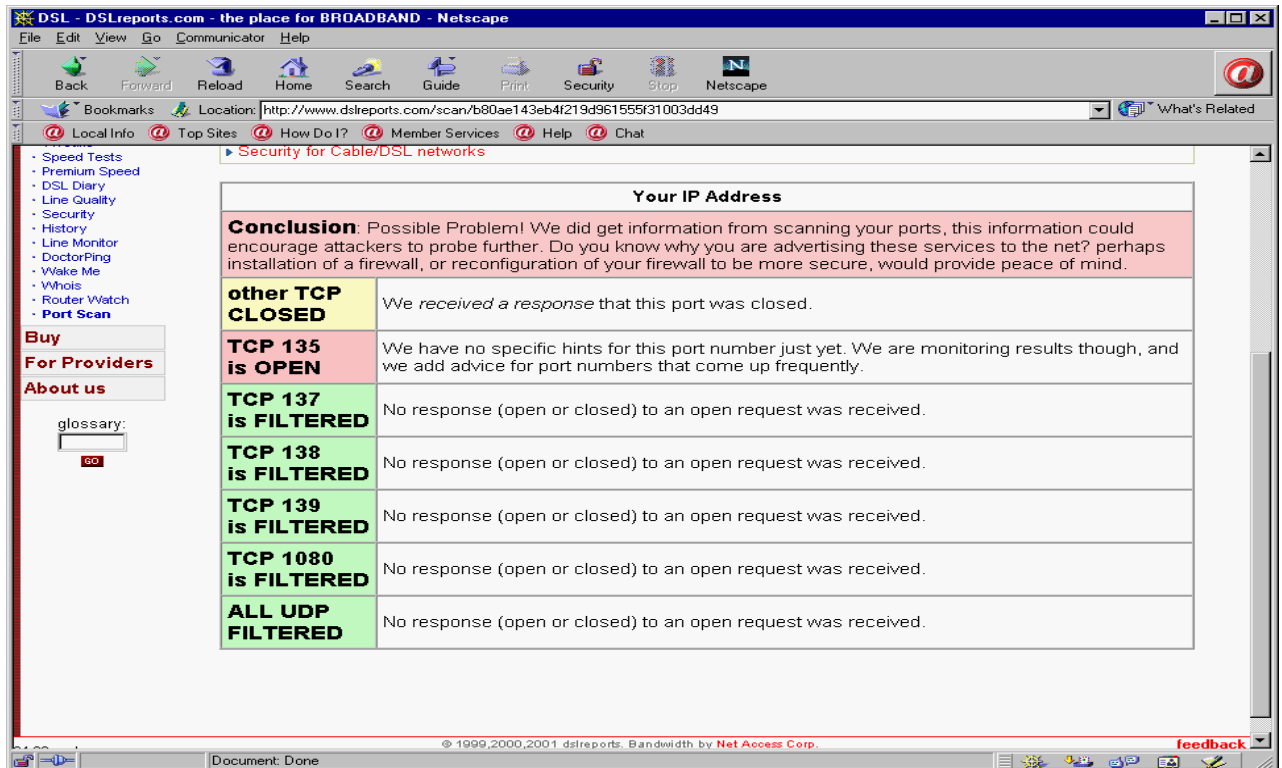 DSL - DSLreports.com - the place for BROADBAND - Netscape
File Edit View Go Communicator Help
Back Forward Reload Home Search Guide Print Security Stop Netscape
Bookmarks Location: http://www.dslreports.com/scan/b80ae143eb4f219d961555f31003dd49 What's Related
Local Info Top Sites How Do I? Member Services Help Chat
· Speed Tests
· Premium Speed
· DSL Diary
· Line Quality
· Security
· History
· Line Monitor
· DoctorPing
· Wake Me
· Whois
· Router Watch
· Port Scan
Buy
For Providers
About us
glossary:
GO
Security for Cable/DSL networks
Your IP Address
Conclusion: Possible Problem! We did get information from scanning your ports, this information could
encourage attackers to probe further. Do you know why you are advertising these services to the net? perhaps
installation of a firewall, or reconfiguration of your firewall to be more secure, would provide peace of mind.
other TCP
CLOSED
We received a response that this port was closed.
TCP 135
is OPEN
We have no specific hints for this port number just yet. We are monitoring results though, and
we add advice for port numbers that come up frequently.
TCP 137
is FILTERED
No response (open or closed) to an open request was received.
TCP 138
is FILTERED
No response (open or closed) to an open request was received.
TCP 139
is FILTERED
No response (open or closed) to an open request was received.
TCP 1080
is FILTERED
No response (open or closed) to an open request was received.
ALL UDP
FILTERED
No response (open or closed) to an open request was received.
© 1999,2000,2001 dslreports. Bandwidth by Net Access Corp.
feedback
Document: Done